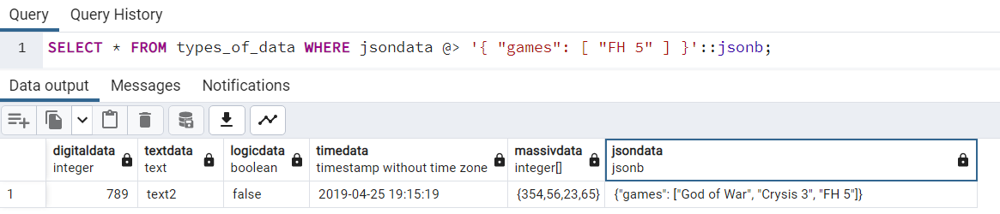 Query Query History
1 SELECT * FROM types_of_data WHERE jsondata @> '{ "games": [ "FH 5" ] }'::jsonb;
Data output Messages Notifications
digitaldata textdata logicdata timedata massivdata jsondata
integer text boolean timestamp without time zone integer[] jsonb
1 789 text2 false 2019-04-25 19:15:19 {354,56,23,65} {"games": ["God of War", "Crysis 3", "FH 5"]}